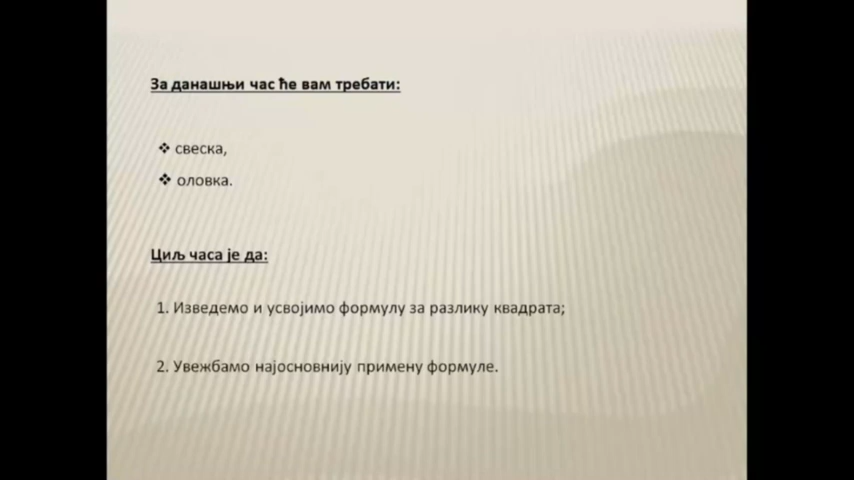 За данашњи час ће вам требати:
❖ свеска,
❖ оловка.
Циљ часа је да:
1. Изведемо и усвојимо формулу за разлику квадрата;
2. Увежбамо најосновнију примену формуле.